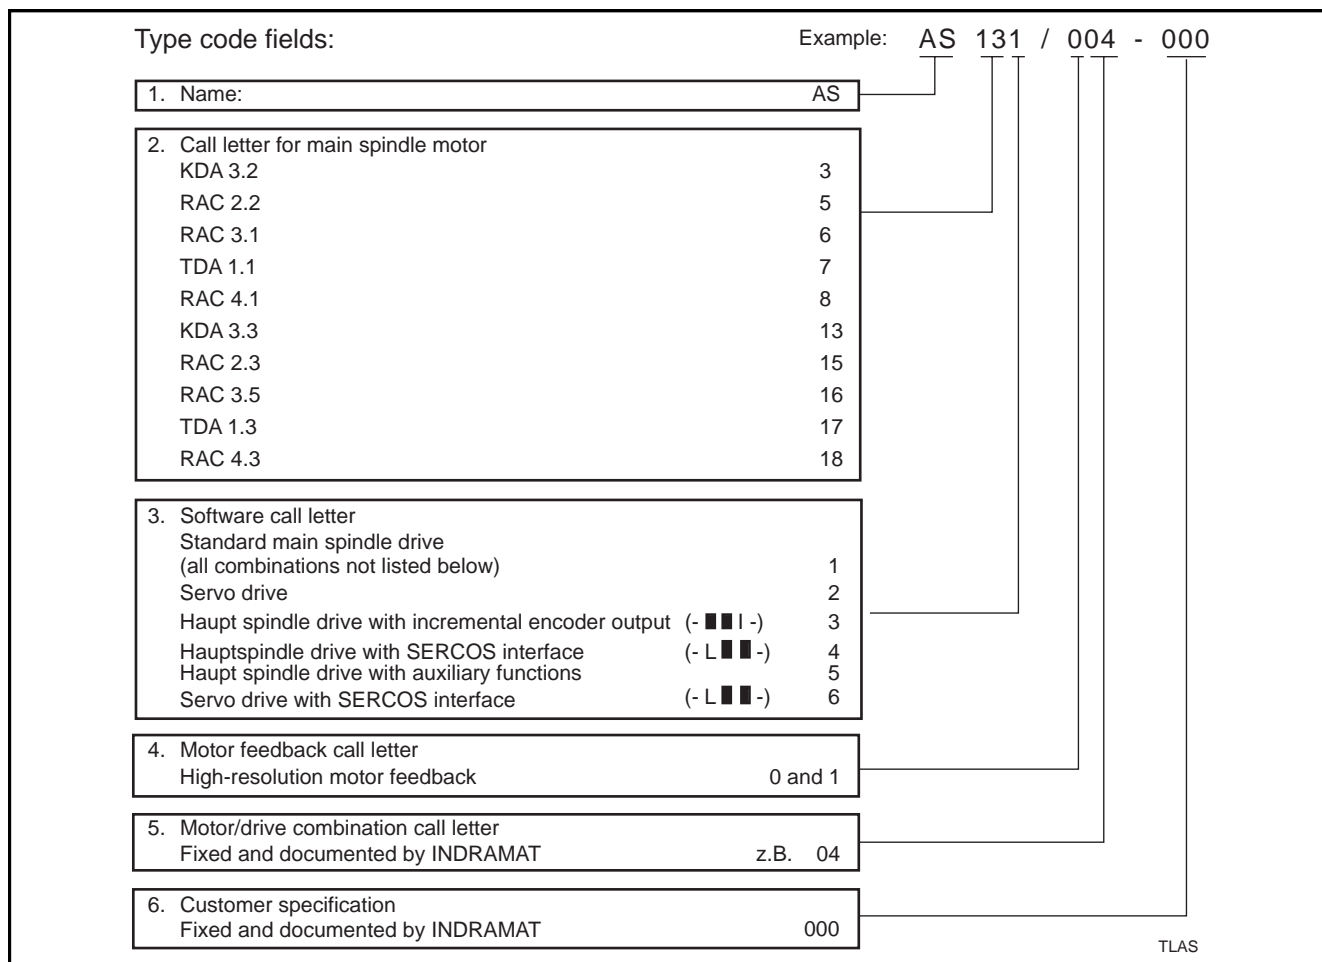 Type code fields: Example: AS 131 / 004 - 000
1. Name: AS
2. Call letter for main spindle motor
KDA 3.2 3
RAC 2.2 5
RAC 3.1 6
TDA 1.1 7
RAC 4.1 8
KDA 3.3 13
RAC 2.3 15
RAC 3.5 16
TDA 1.3 17
RAC 4.3 18
3. Software call letter
Standard main spindle drive
(all combinations not listed below) 1
Servo drive 2
Haupt spindle drive with incremental encoder output (- ■ ■ I -) 3
Hauptspindle drive with SERCOS interface (- L ■ ■ -) 4
Haupt spindle drive with auxiliary functions 5
Servo drive with SERCOS interface (- L ■ ■ -) 6
4. Motor feedback call letter
High-resolution motor feedback 0 and 1
5. Motor/drive combination call letter
Fixed and documented by INDRAMAT z.B. 04
6. Customer specification
Fixed and documented by INDRAMAT 000
TLAS